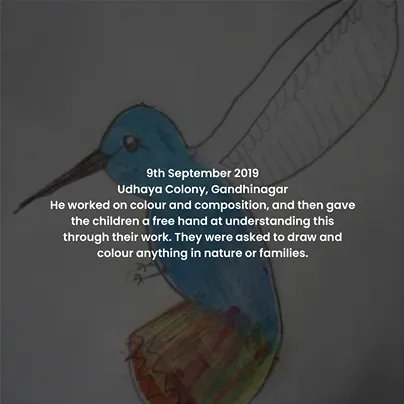 9th September 2019
Udhaya Colony, Gandhinagar
He worked on colour and composition, and then gave
the children a free hand at understanding this
through their work. They were asked to draw and
colour anything in nature or families.